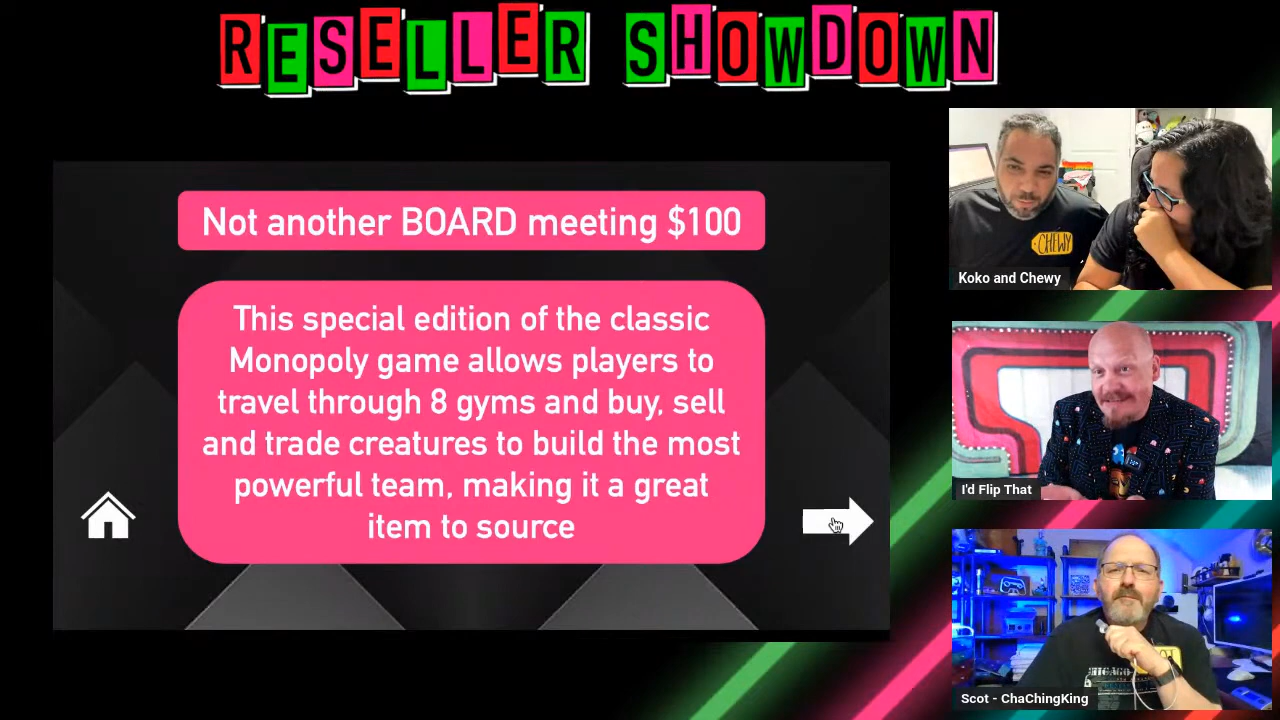 RESELLER SHOWDOWN
Not another BOARD meeting $100
This special edition of the classic
Monopoly game allows players to
travel through 8 gyms and buy, sell
and trade creatures to build the most
powerful team, making it a great
item to source
CHEWY
Koko and Chewy
I'd Flip That
CHICAGO
Scot - ChaChingKing